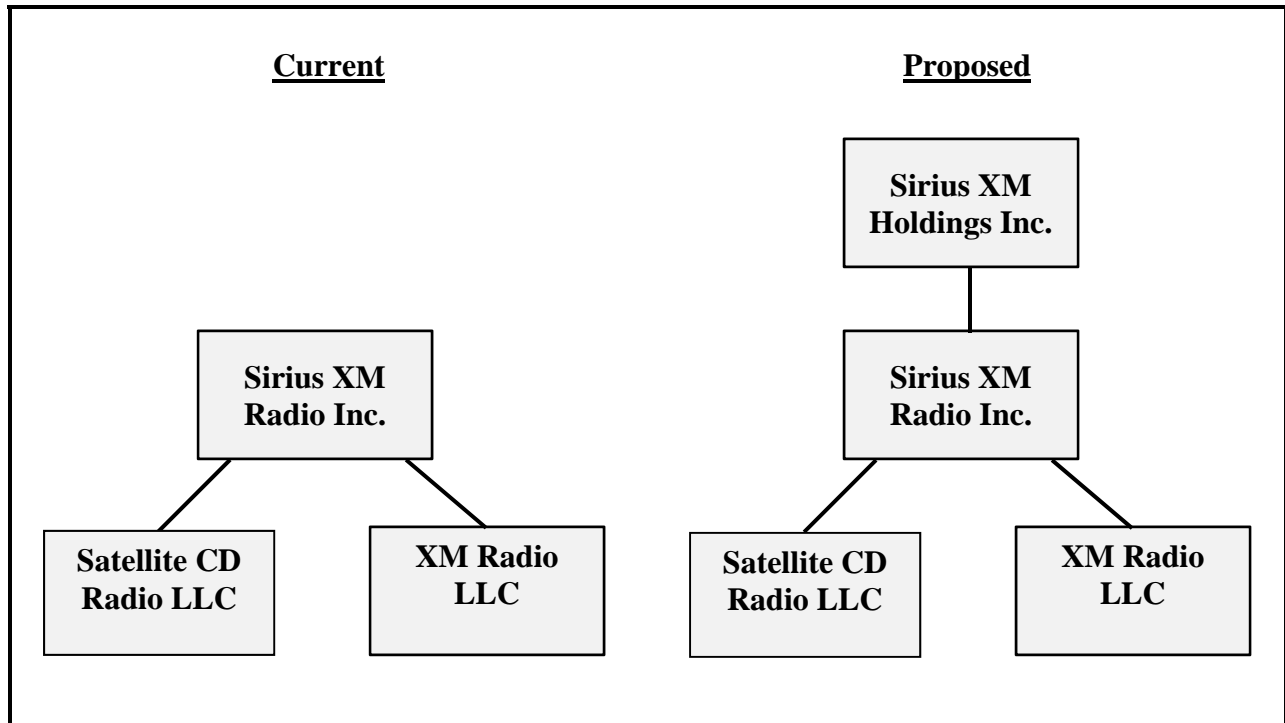 Current
Sirius XM
Radio Inc.
Satellite CD
Radio LLC
XM Radio
LLC
Proposed
Sirius XM
Holdings Inc.
Sirius XM
Radio Inc.
Satellite CD
Radio LLC
XM Radio
LLC